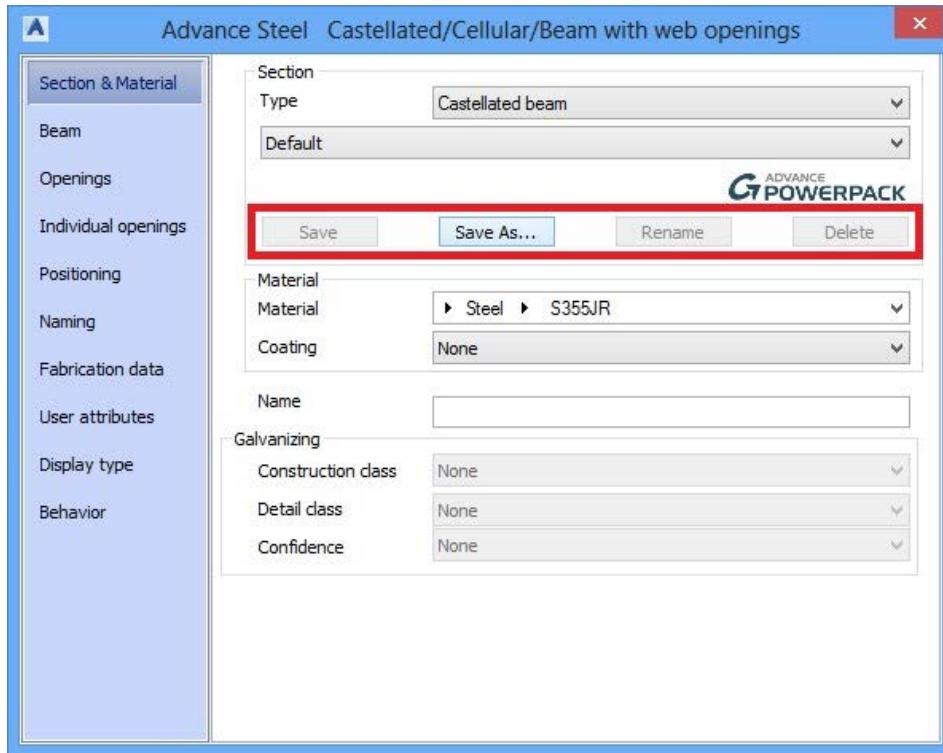 Advance Steel   Castellated/Cellular/Beam with web openings
Section & Material
Beam
Openings
Individual openings
Positioning
Naming
Fabrication data
User attributes
Display type
Behavior
Section
Type Castellated beam
Default
ADVANCE
POWERPACK
Save Save As... Rename Delete
Material
Material Steel S355JR
Coating None
Name
Galvanizing
Construction class None
Detail class None
Confidence None